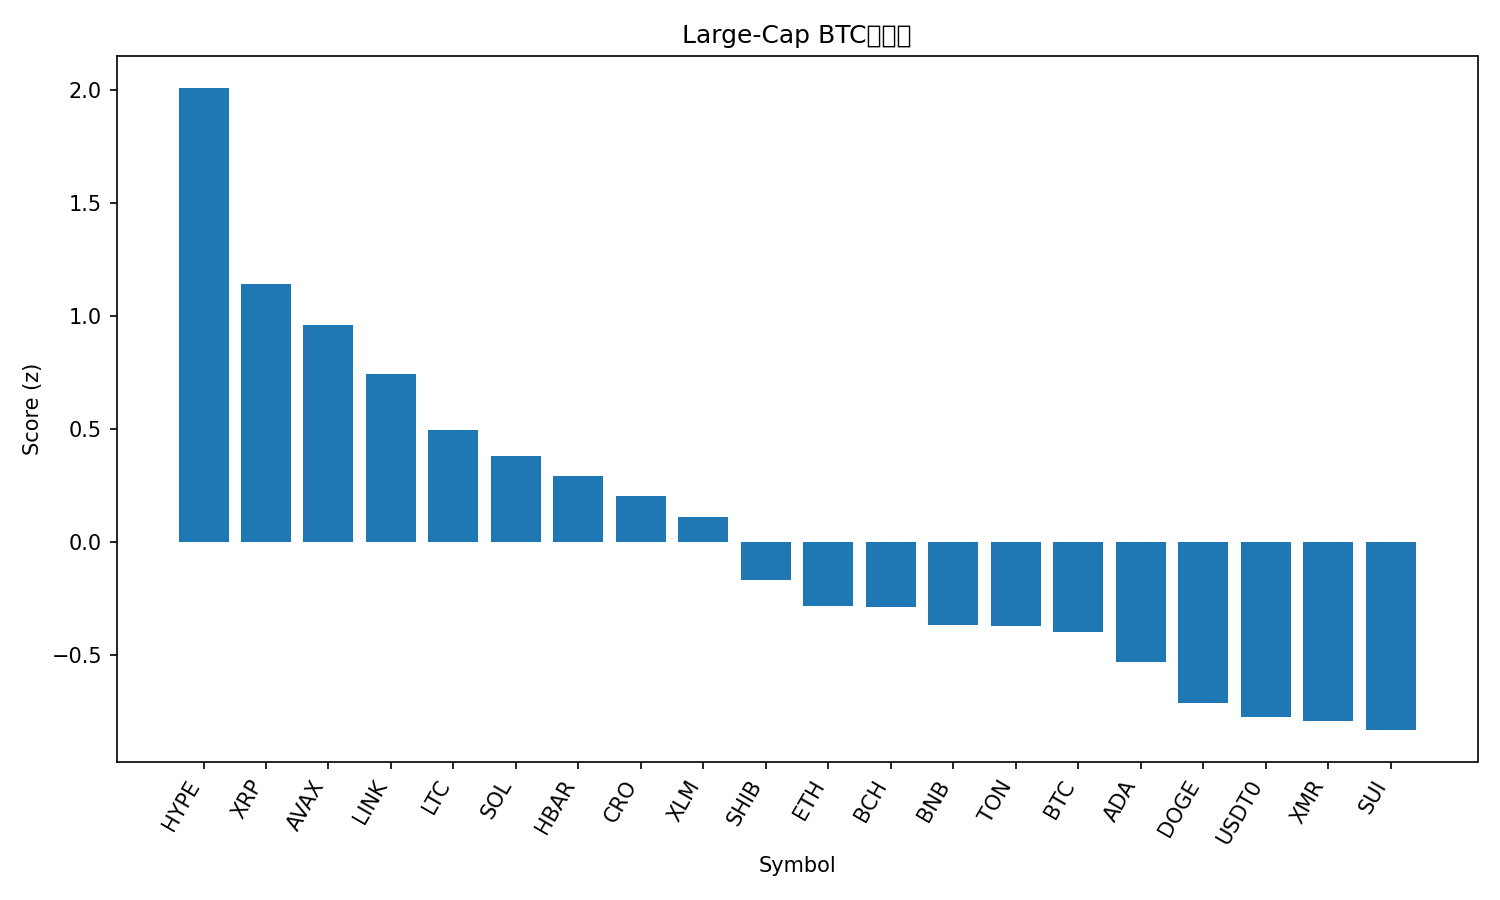 Large-Cap BTC
2.0
1.5
1.0
0.5
0.0
−0.5
Score (z)
HYPE
XRP
AVAX
LINK
LTC
SOL
HBAR
CRO
XLM
SHIB
ETH
BCH
BNB
TON
BTC
ADA
DOGE
USDT0
XMR
SUI
Symbol